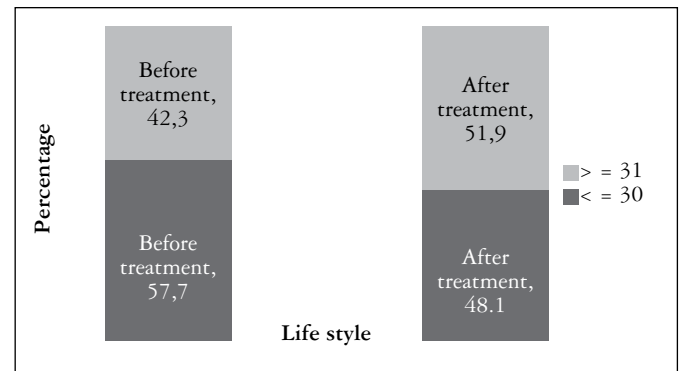 Percentage
Before
treatment,
42,3
Before
treatment,
57,7
After
treatment,
51,9
After
treatment,
48.1
> = 31
< = 30
Life style